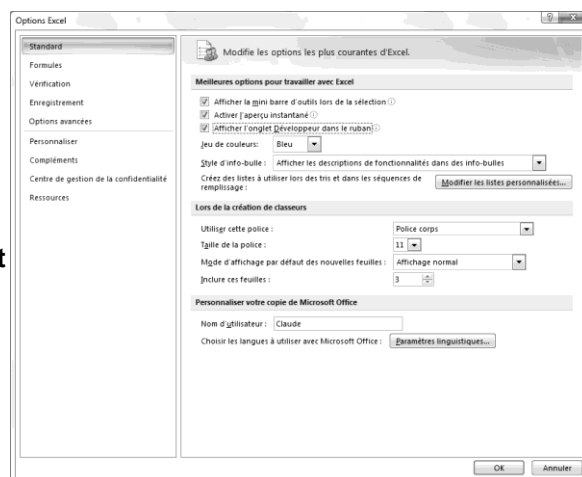 Options Excel
Standard
Formules
Vérification
Enregistrement
Options avancées
Personnaliser
Compléments
Centre de gestion de la confidentialité
Ressources
t
Modifie les options les plus courantes d'Excel.
Meilleures options pour travailler avec Excel
Afficher la mini barre d'outils lors de la sélection
Activer l'aperçu instantané
Afficher l'onglet Développeur dans le ruban
Jeu de couleurs: Bleu
Style d'info-bulle : Afficher les descriptions de fonctionnalités dans des info-bulles
Créez des listes à utiliser lors des tris et dans les séquences de
remplissage : Modifier les listes personnalisées...
Lors de la création de classeurs
Utiliser cette police : Police corps
Taille de la police : 11
Mode d'affichage par défaut des nouvelles feuilles : Affichage normal
Inclure ces feuilles : 3
Personnaliser votre copie de Microsoft Office
Nom d'utilisateur : Claude
Choisir les langues à utiliser avec Microsoft Office : Paramètres linguistiques...
OK Annuler